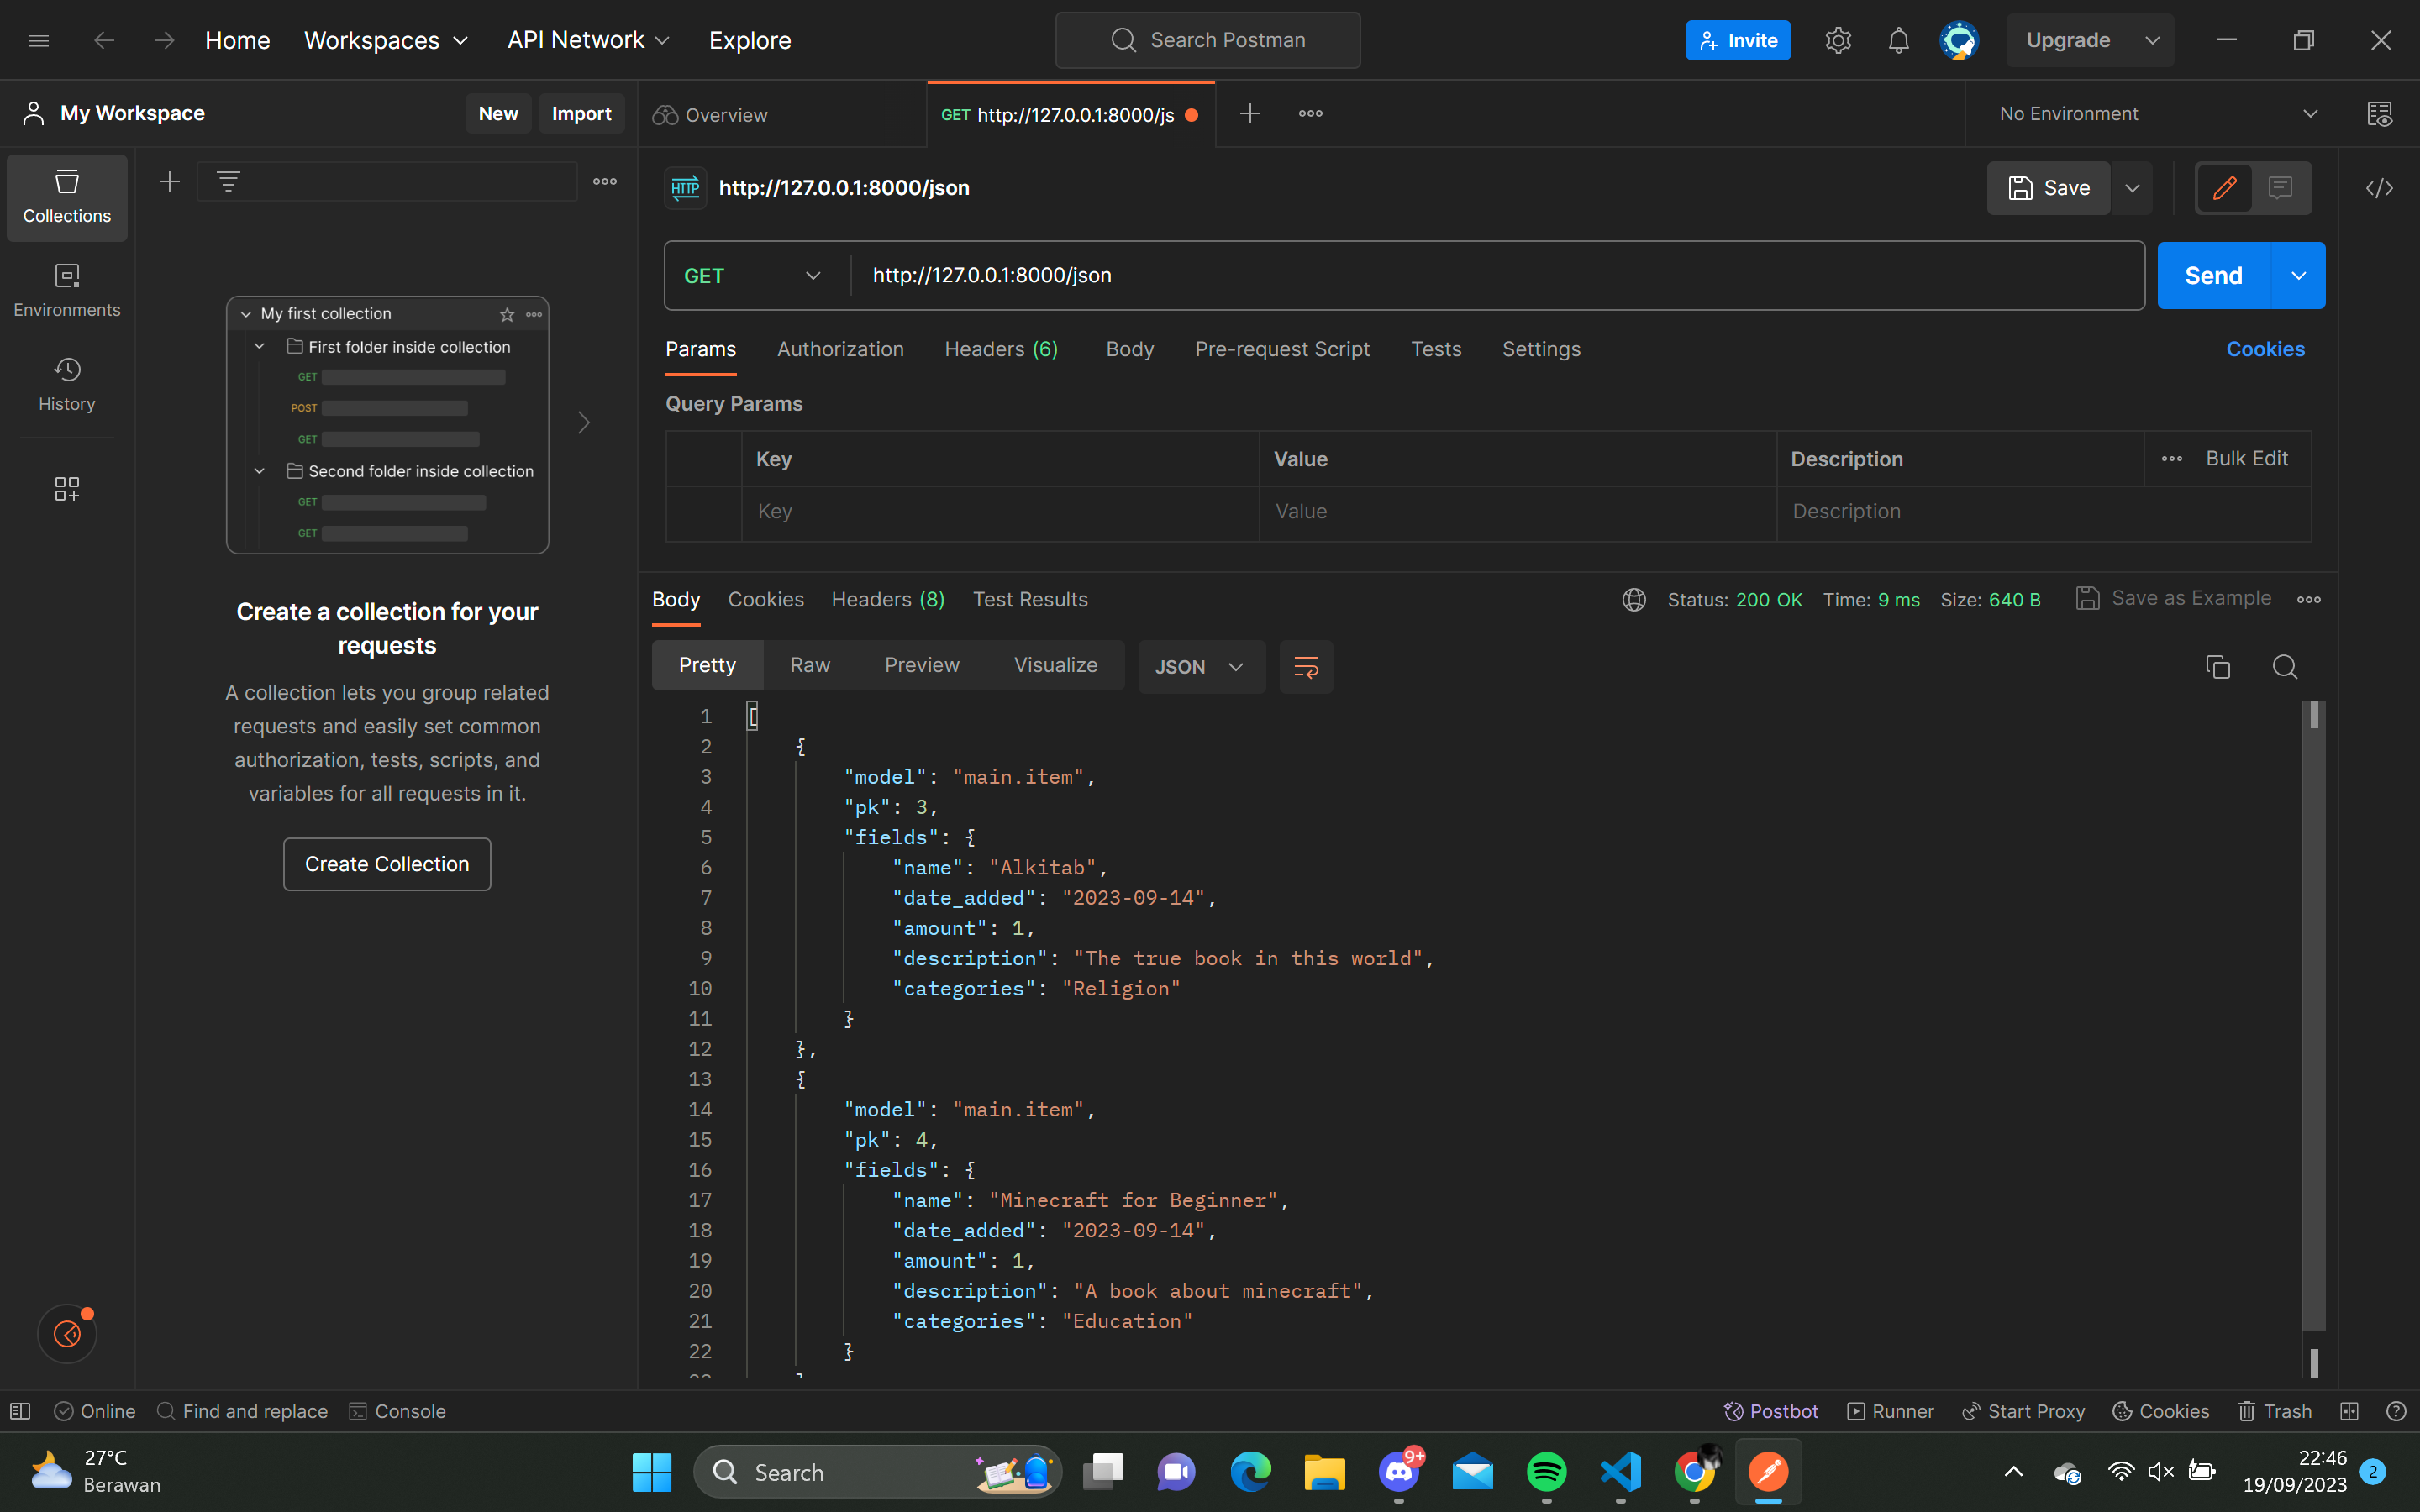 Home Workspaces API Network Explore Search Postman Invite Upgrade
My Workspace New Import Overview GET http://127.0.0.1:8000/js No Environment
Collections
Environments
History
My first collection
First folder inside collection
GET
POST
GET
Second folder inside collection
GET
GET
Create a collection for your
requests
A collection lets you group related
requests and easily set common
authorization, tests, scripts, and
variables for all requests in it.
Create Collection
HTTP http://127.0.0.1:8000/json Save
GET http://127.0.0.1:8000/json Send
Params Authorization Headers (6) Body Pre-request Script Tests Settings Cookies
Query Params
Key Value Description Bulk Edit
Key Value Description
Body Cookies Headers (8) Test Results Status: 200 OK Time: 9 ms Size: 640 B Save as Example
Pretty Raw Preview Visualize JSON
1 [
2 {
3 "model": "main.item",
4 "pk": 3,
5 "fields": {
6 "name": "Alkitab",
7 "date_added": "2023-09-14",
8 "amount": 1,
9 "description": "The true book in this world",
10 "categories": "Religion"
11 }
12 },
13 {
14 "model": "main.item",
15 "pk": 4,
16 "fields": {
17 "name": "Minecraft for Beginner",
18 "date_added": "2023-09-14",
19 "amount": 1,
20 "description": "A book about minecraft",
21 "categories": "Education"
22 }
Online Find and replace Console Postbot Runner Start Proxy Cookies Trash
27°C
Berawan
Search
9+
22:46
19/09/2023
2